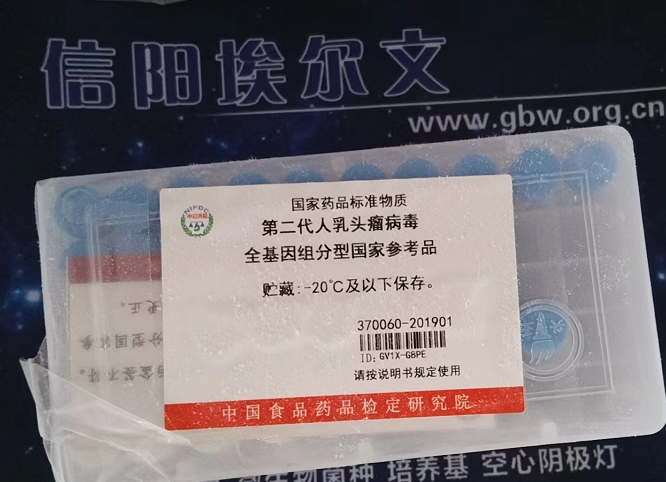 信阳埃尔文
www.gbw.org.cn
NIFDC
国家药品标准物质
第二代人乳头瘤病毒
全基因组分型国家参考品
贮藏:-20℃及以下保存。
370060-201901
ID:GV1X-G8PE
请按说明书规定使用
中国食品药品检定研究院
生物菌种 培养基 空心阴极灯